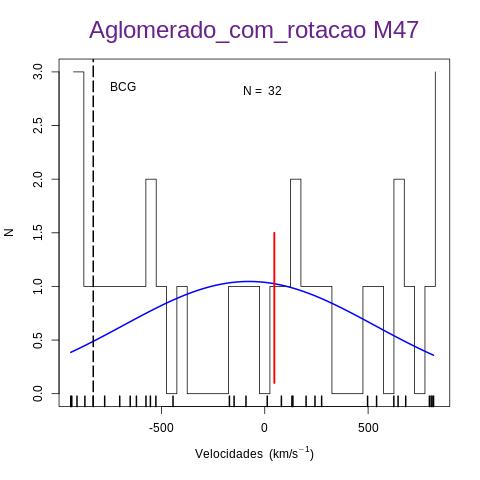 Aglomerado_com_rotacao M47
BCG
N = 32
3.0
2.5
2.0
1.5
1.0
0.5
0.0
N
-500 0 500
Velocidades (km/s⁻¹)